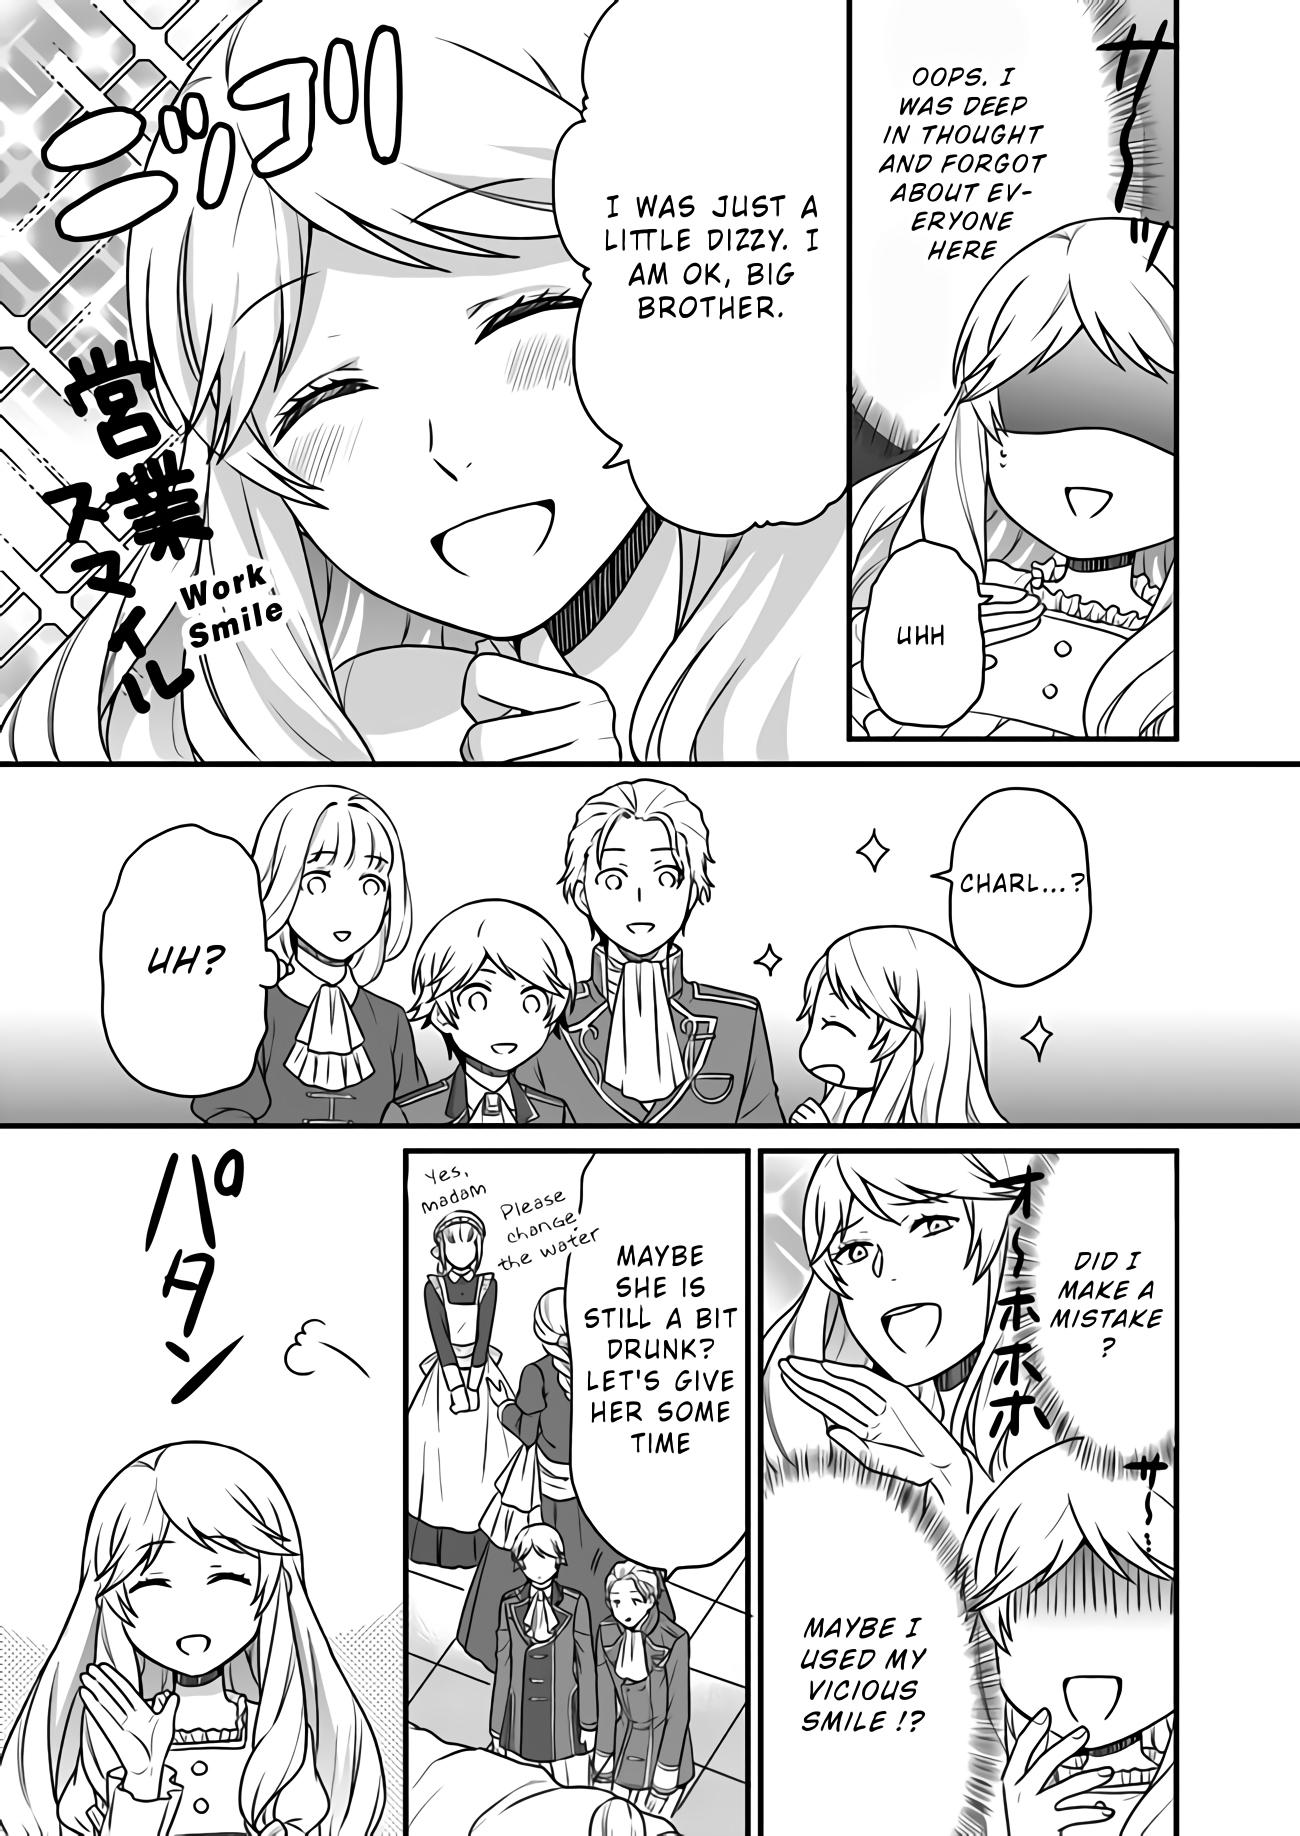 サ〜ッ
OOPS. I
WAS DEEP
IN THOUGHT
AND FORGOT
ABOUT EV-
ERYONE
HERE
UHH
I WAS JUST A
LITTLE DIZZY. I
AM OK, BIG
BROTHER.
ニッコリ
営業
スマイル
Work
Smile
CHARL...?
UH?
DID I
MAKE A
MISTAKE
?
オ〜ホホホホ
サ〜...
MAYBE I
USED MY
VICIOUS
SMILE !?
MAYBE
SHE IS
STILL A BIT
DRUNK?
LET'S GIVE
HER SOME
TIME
Please
change
the water
Yes,
madam
パタン